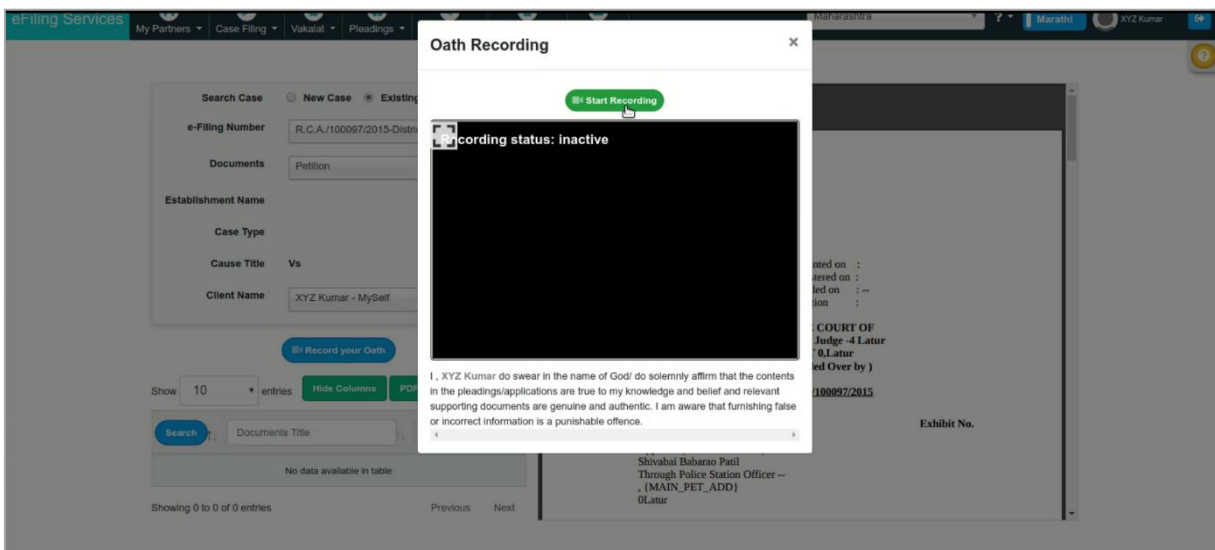 eFiling Services
My Partners
Case Filing
Vakalat
Pleadings
Maharashtra
?
Marathi
XYZ Kumar
Oath Recording
×
Start Recording
Recording status: inactive
I , XYZ Kumar do swear in the name of God/ do solemnly affirm that the contents
in the pleadings/applications are true to my knowledge and belief and relevant
supporting documents are genuine and authentic. I am aware that furnishing false
or incorrect information is a punishable offence.
Search Case New Case Existing
e-Filing Number R.C.A./100097/2015-Distri
Documents Petition
Establishment Name
Case Type
Cause Title Vs
Client Name XYZ Kumar - MySelf
Record your Oath
Show 10 entries Hide Columns PDF
Search Documents Title
No data available in table
Showing 0 to 0 of 0 entries Previous Next
on :
on :
on : --
:
COURT OF
Judge -4 Latur
0,Latur
Over by )
/100097/2015
Exhibit No.
Shivabai Babarao Patil
Through Police Station Officer --
, {MAIN_PET_ADD}
0Latur